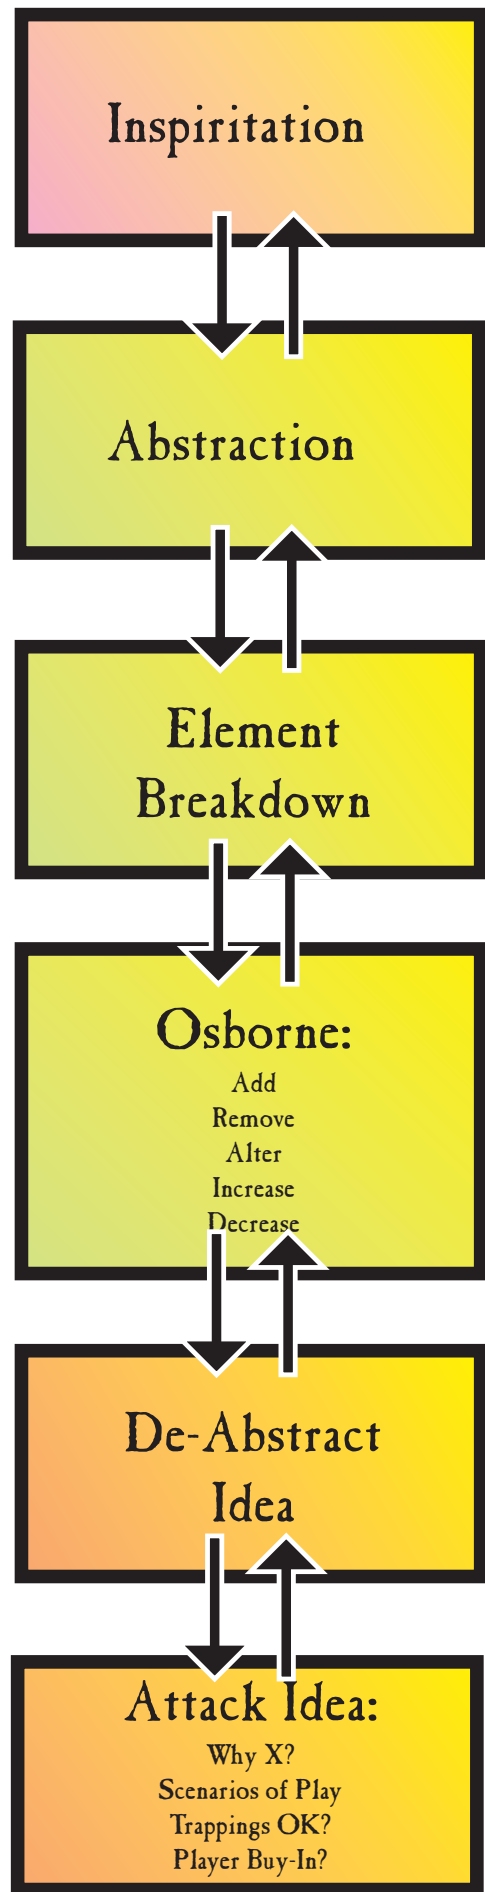 Inspiritation
Abstraction
Element
Breakdown
Osborne:
Add
Remove
Alter
Increase
Decrease
De-Abstract
Idea
Attack Idea:
Why X?
Scenarios of Play
Trappings OK?
Player Buy-In?